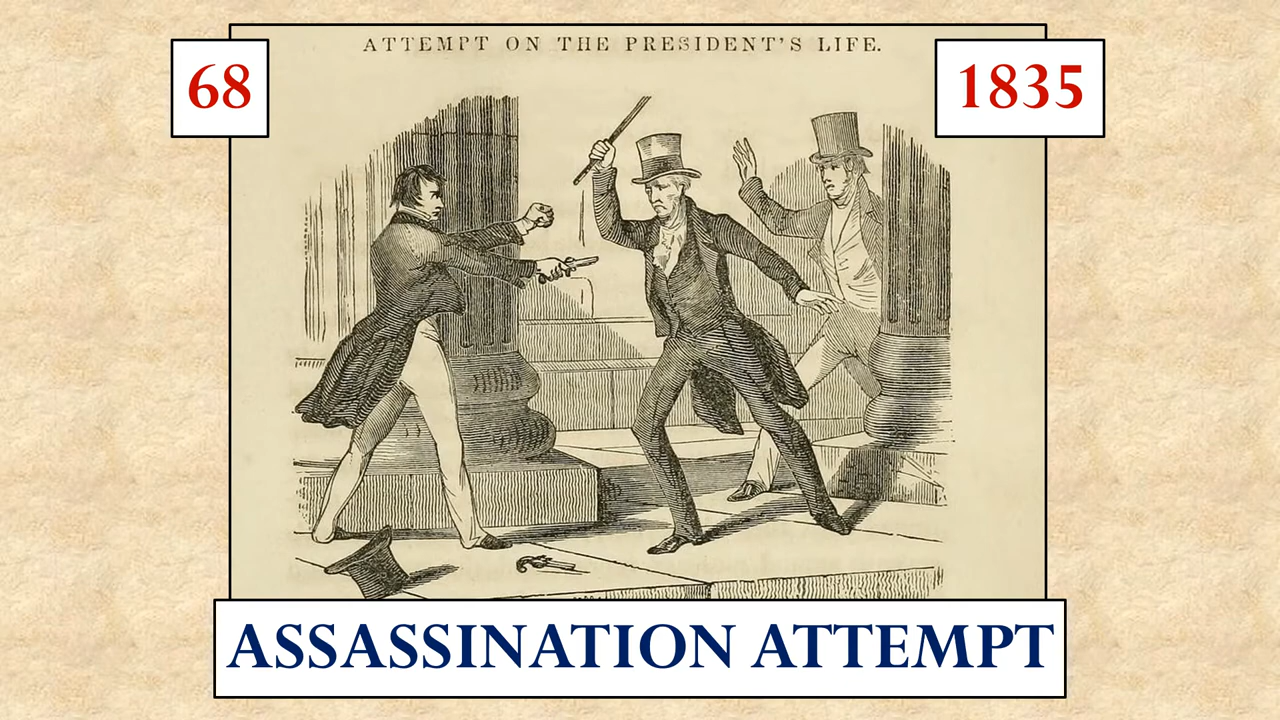 ATTEMPT ON THE PRESIDENT'S LIFE.
68
1835
ASSASSINATION ATTEMPT